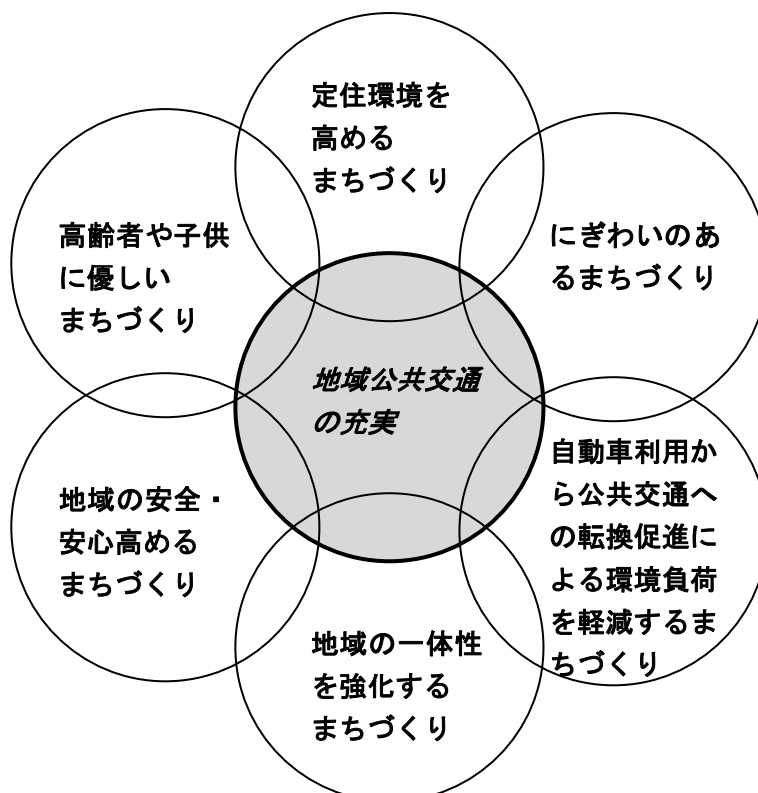 定住環境を
高める
まちづくり
高齢者や子供
に優しい
まちづくり
にぎわいのあ
るまちづくり
地域公共交通
の充実
地域の安全・
安心高める
まちづくり
自動車利用か
ら公共交通へ
の転換促進に
よる環境負荷
を軽減するま
ちづくり
地域の一体性
を強化する
まちづくり